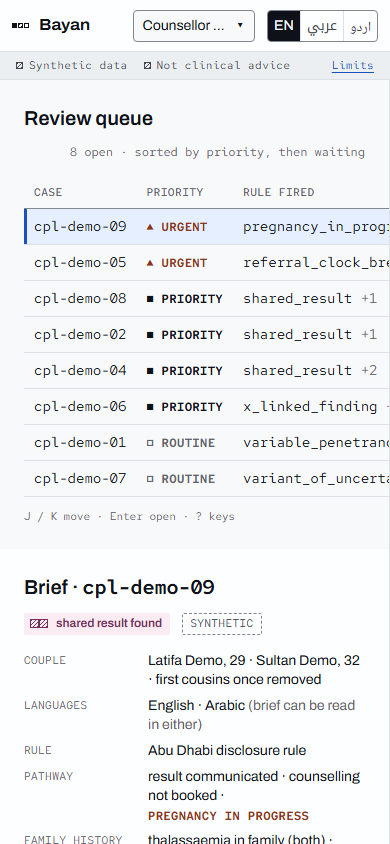 Bayan
Counsellor ...
EN عربي اردو
Synthetic data Not clinical advice Limits
Review queue
8 open · sorted by priority, then waiting
CASE PRIORITY RULE FIRED
cpl-demo-09 ▲ URGENT pregnancy_in_prog
cpl-demo-05 ▲ URGENT referral_clock_bre
cpl-demo-08 ■ PRIORITY shared_result +1
cpl-demo-02 ■ PRIORITY shared_result +1
cpl-demo-04 ■ PRIORITY shared_result +2
cpl-demo-06 ■ PRIORITY x_linked_finding
cpl-demo-01 □ ROUTINE variable_penetranc
cpl-demo-07 □ ROUTINE variant_of_uncerta
J / K move · Enter open · ? keys
Brief · cpl-demo-09
shared result found SYNTHETIC
COUPLE Latifa Demo, 29 · Sultan Demo, 32
· first cousins once removed
LANGUAGES English · Arabic (brief can be read
in either)
RULE Abu Dhabi disclosure rule
PATHWAY result communicated · counselling
not booked ·
PREGNANCY IN PROGRESS
FAMILY HISTORY thalassaemia in family (both) ·